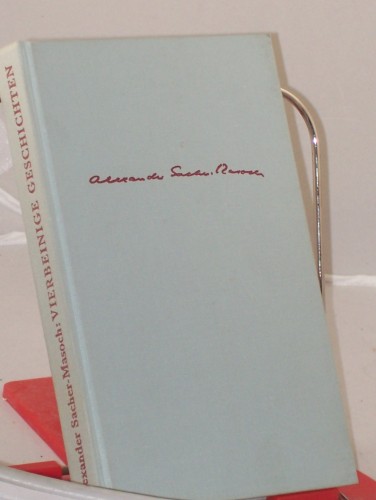 Alexander Sacher-Masoch
exander Sacher-Masoch: VIERBEINIGE GESCHICHTEN